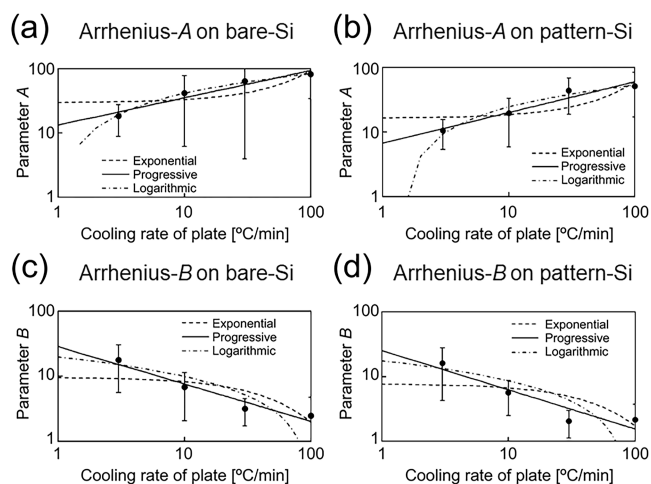 (a) Arrhenius-A on bare-Si
100
10
1
Parameter A
Exponential
Progressive
Logarithmic
1 10 100
Cooling rate of plate [ºC/min]
(b) Arrhenius-A on pattern-Si
100
10
1
Parameter A
Exponential
Progressive
Logarithmic
1 10 100
Cooling rate of plate [ºC/min]
(c) Arrhenius-B on bare-Si
100
10
1
Parameter B
Exponential
Progressive
Logarithmic
1 10 100
Cooling rate of plate [ºC/min]
(d) Arrhenius-B on pattern-Si
100
10
1
Parameter B
Exponential
Progressive
Logarithmic
1 10 100
Cooling rate of plate [ºC/min]